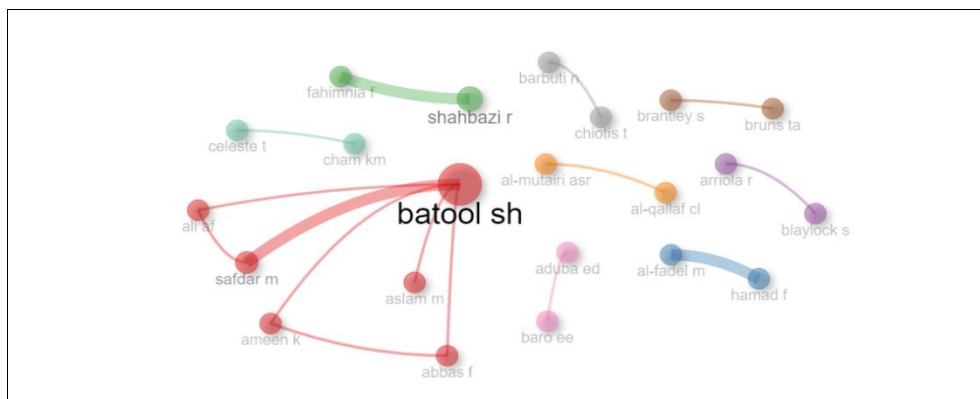 barbuti n
fahimnia f
shahbazi r
brantley s
bruns ta
chiotis t
celeste t
cham km
al-mutairi asr
arriola r
batool sh
al-qallaf cl
ali af
blaylock s
safdar m
aduba ed
al-fadel m
aslam m
hamad f
ameen k
baro ee
abbas f